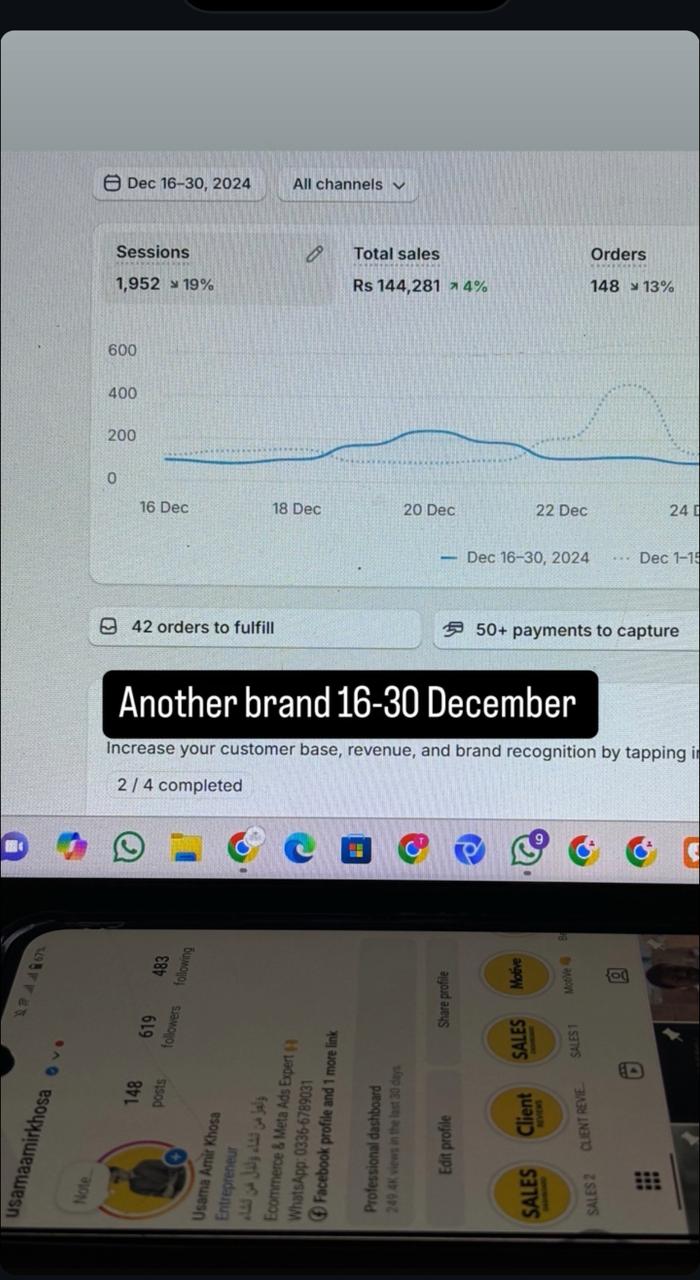 Dec 16–30, 2024
All channels
Sessions
1,952 ↘ 19%
Total sales
Rs 144,281 ↗ 4%
Orders
148 ↘ 13%
600
400
200
0
16 Dec
18 Dec
20 Dec
22 Dec
24 D
Dec 16–30, 2024
Dec 1–15
42 orders to fulfill
50+ payments to capture
Another brand 16-30 December
Increase your customer base, revenue, and brand recognition by tapping in
2 / 4 completed
9
67%
usamaamirkhosa
Note...
148
posts
619
followers
483
following
Usama Amir Khosa
Entrepreneur
وَتُعِزُّ مَن تَشَاءُ وَتُذِلُّ مَن تَشَاءُ
Ecommerce & Meta Ads Expert
WhatsApp: 0336-6789031
Facebook profile and 1 more link
Professional dashboard
249.4K views in the last 30 days.
Edit profile
Share profile
SALES
SALES 2
Client
REVIEWS
CLIENT REVIE...
SALES
SALES 1
Motive
MotiVe